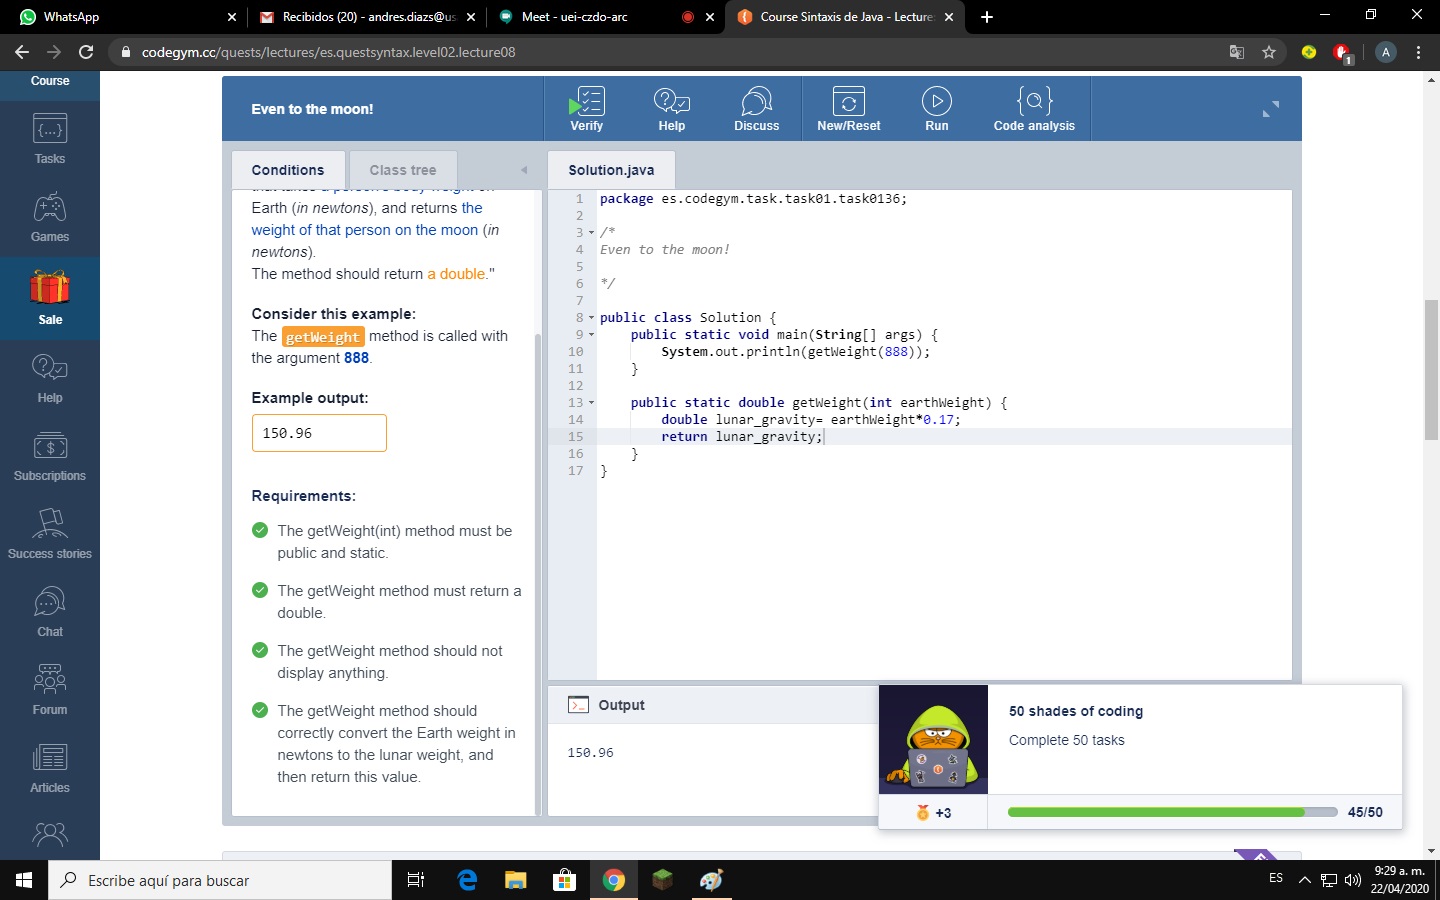 WhatsApp
Recibidos (20) - andres.diazs@us
Meet - uei-czdo-arc
Course Sintaxis de Java - Lecture
codegym.cc/quests/lectures/es.questsyntax.level02.lecture08
A
1
Course
Tasks
Games
Sale
Help
Subscriptions
Success stories
Chat
Forum
Articles
Even to the moon!
Verify
Help
Discuss
New/Reset
Run
Code analysis
Conditions
Class tree
that takes a person's body weight on
Earth (in newtons), and returns the
weight of that person on the moon (in
newtons).
The method should return a double."
Consider this example:
The getWeight method is called with
the argument 888.
Example output:
150.96
Requirements:
The getWeight(int) method must be
public and static.
The getWeight method must return a
double.
The getWeight method should not
display anything.
The getWeight method should
correctly convert the Earth weight in
newtons to the lunar weight, and
then return this value.
Solution.java
1 package es.codegym.task.task01.task0136;
2
3 /*
4 Even to the moon!
5
6 */
7
8 public class Solution {
9 public static void main(String[] args) {
10 System.out.println(getWeight(888));
11 }
12
13 public static double getWeight(int earthWeight) {
14 double lunar_gravity= earthWeight*0.17;
15 return lunar_gravity;
16 }
17 }
Output
150.96
50 shades of coding
Complete 50 tasks
+3
45/50
Escribe aquí para buscar
ES
9:29 a. m.
22/04/2020